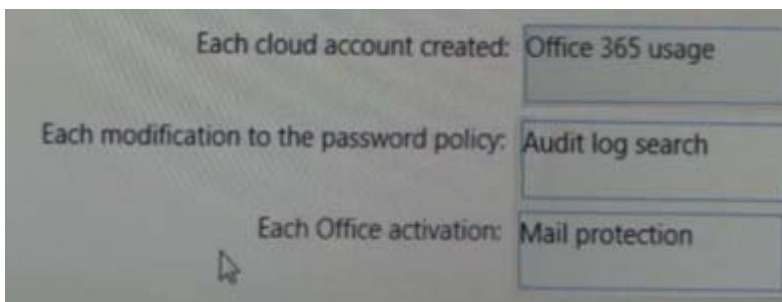 Each cloud account created: Office 365 usage
Each modification to the password policy: Audit log search
Each Office activation: Mail protection